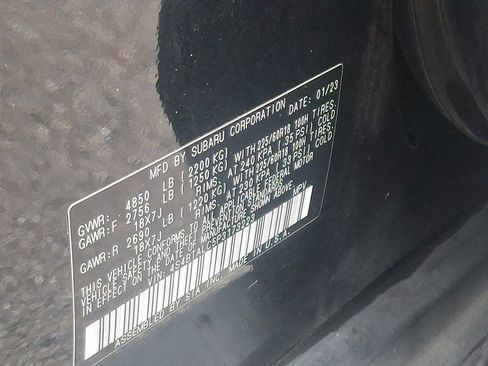 MFD BY SUBARU CORPORATION DATE: 01/23
GVWR: 4850 LB (2200 KG)
GAWR: F 2756 LB (1250 KG) WITH 225/60R18 100H TIRES,
18X7J RIMS, AT 240 KPA (35 PSI) COLD
GAWR: R 2690 LB (1220 KG) WITH 225/60R18 100H TIRES,
18X7J RIMS, AT 230 KPA (33 PSI) COLD
THIS VEHICLE CONFORMS TO ALL APPLICABLE FEDERAL MOTOR
VEHICLE SAFETY AND THEFT PREVENTION STANDARDS
IN EFFECT ON THE DATE OF MANUFACTURE SHOWN ABOVE.
VIN: MPV
ASSEMBLED BY SIA INC. MADE IN U.S.A.